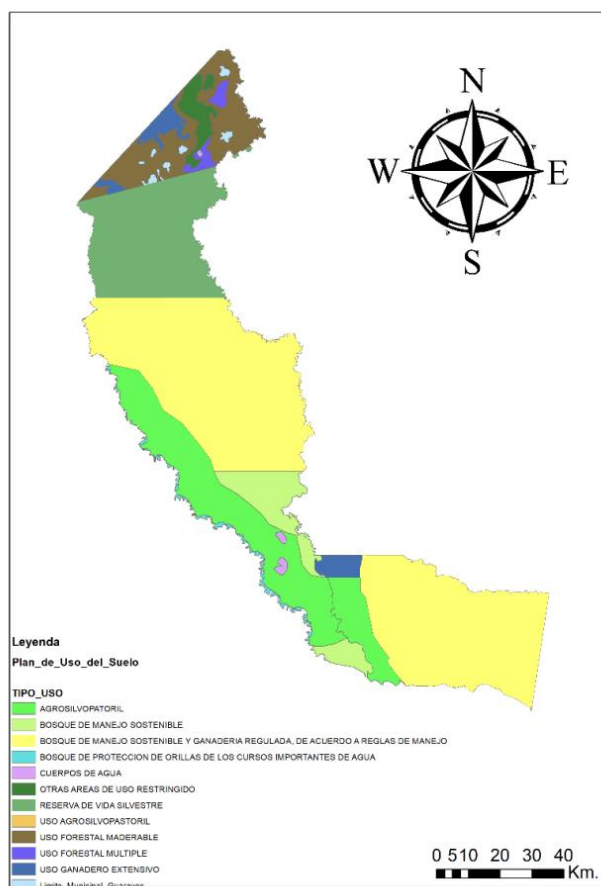 N
W
E
S
Leyenda
Plan_de_Uso_del_Suelo
TIPO_USO
AGROSILVOPATORIL
BOSQUE DE MANEJO SOSTENIBLE
BOSQUE DE MANEJO SOSTENIBLE Y GANADERIA REGULADA, DE ACUERDO A REGLAS DE MANEJO
BOSQUE DE PROTECCION DE ORILLAS DE LOS CURSOS IMPORTANTES DE AGUA
CUERPOS DE AGUA
OTRAS AREAS DE USO RESTRINGIDO
RESERVA DE VIDA SILVESTRE
USO AGROSILVOPASTORIL
USO FORESTAL MADERABLE
USO FORESTAL MULTIPLE
USO GANADERO EXTENSIVO
Limite_Municipal_Guarayos
0 5 10 20 30 40
Km.